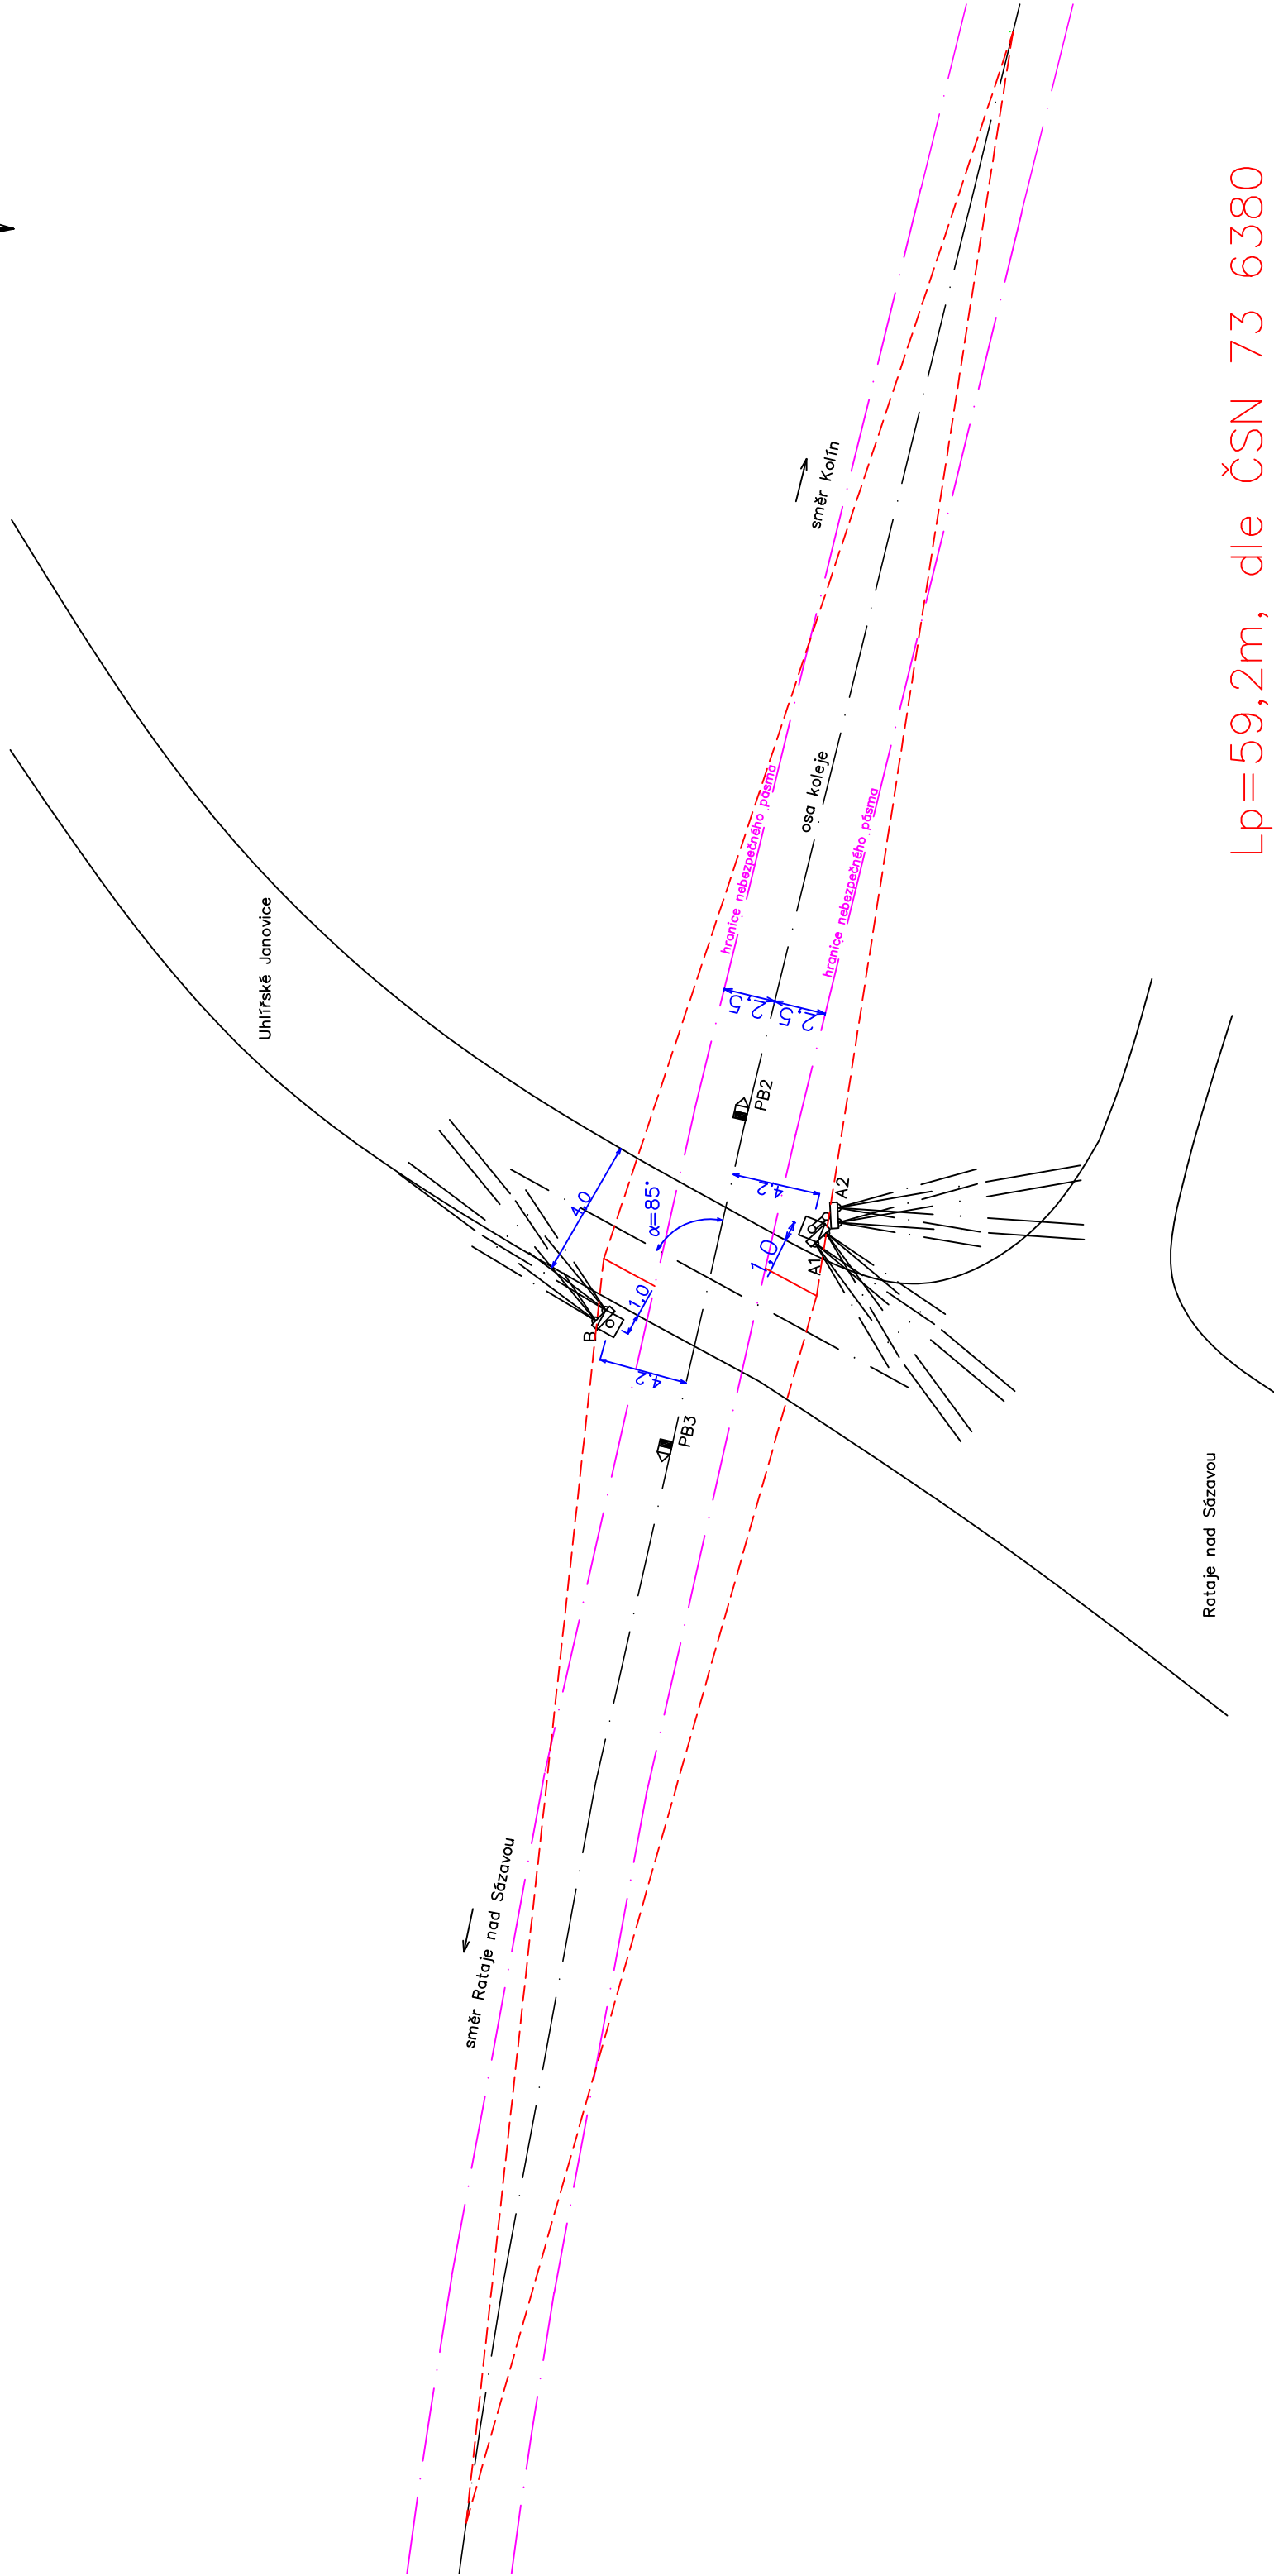 Uhlířské Janovice
směr Kolín
osa koleje
hranice nebezpečného pásma
hranice nebezpečného pásma
2,5
2,5
PB2
4,0
α=85°
4,2
A2
A1
1,0
1,0
B
4,2
PB3
směr Rataje nad Sázavou
Rataje nad Sázavou
Lp=59,2m, dle ČSN 73 6380